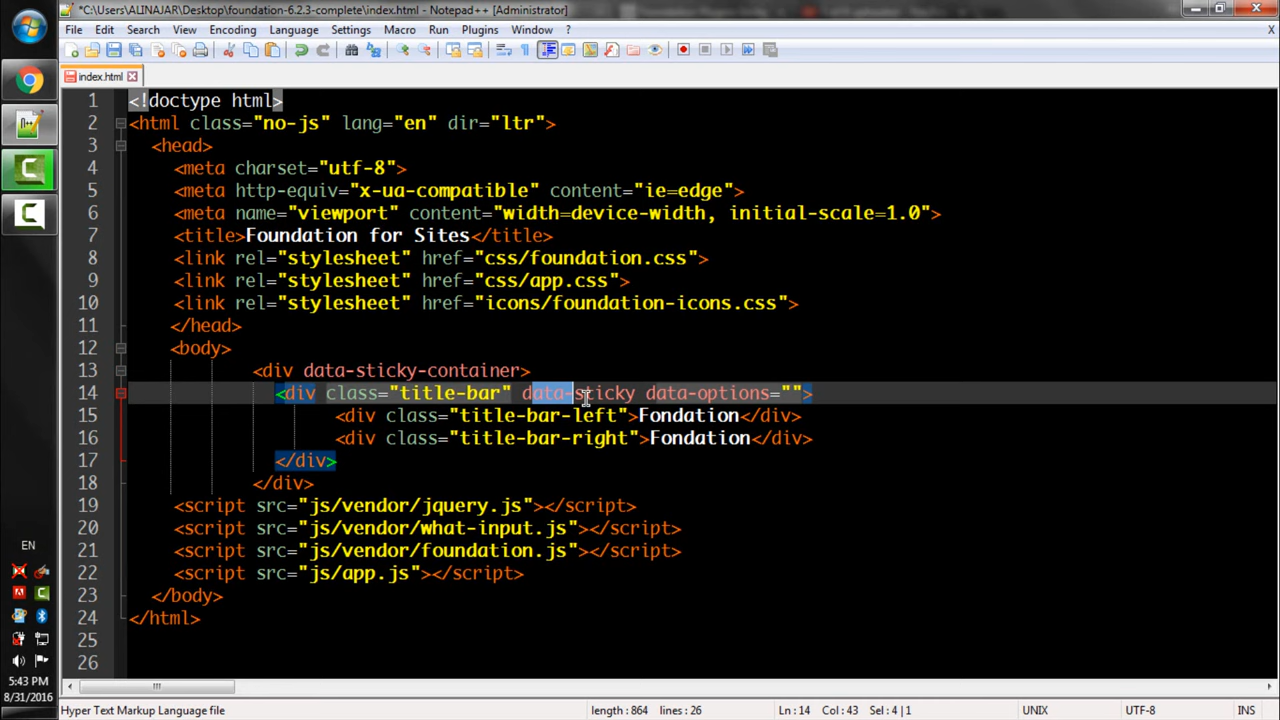 *C:\Users\ALINAJAR\Desktop\foundation-6.2.3-complete\index.html - Notepad++ [Administrator]
File Edit Search View Encoding Language Settings Macro Run Plugins Window ?
X
index.html
1 <!doctype html>
2 <html class="no-js" lang="en" dir="ltr">
3 <head>
4 <meta charset="utf-8">
5 <meta http-equiv="x-ua-compatible" content="ie=edge">
6 <meta name="viewport" content="width=device-width, initial-scale=1.0">
7 <title>Foundation for Sites</title>
8 <link rel="stylesheet" href="css/foundation.css">
9 <link rel="stylesheet" href="css/app.css">
10 <link rel="stylesheet" href="icons/foundation-icons.css">
11 </head>
12 <body>
13 <div data-sticky-container>
14 <div class="title-bar" data-sticky data-options="">
15 <div class="title-bar-left">Fondation</div>
16 <div class="title-bar-right">Fondation</div>
17 </div>
18 </div>
19 <script src="js/vendor/jquery.js"></script>
20 <script src="js/vendor/what-input.js"></script>
21 <script src="js/vendor/foundation.js"></script>
22 <script src="js/app.js"></script>
23 </body>
24 </html>
25
26
EN
5:43 PM
8/31/2016
Hyper Text Markup Language file length : 864 lines : 26 Ln : 14 Col : 43 Sel : 4 | 1 UNIX UTF-8 INS